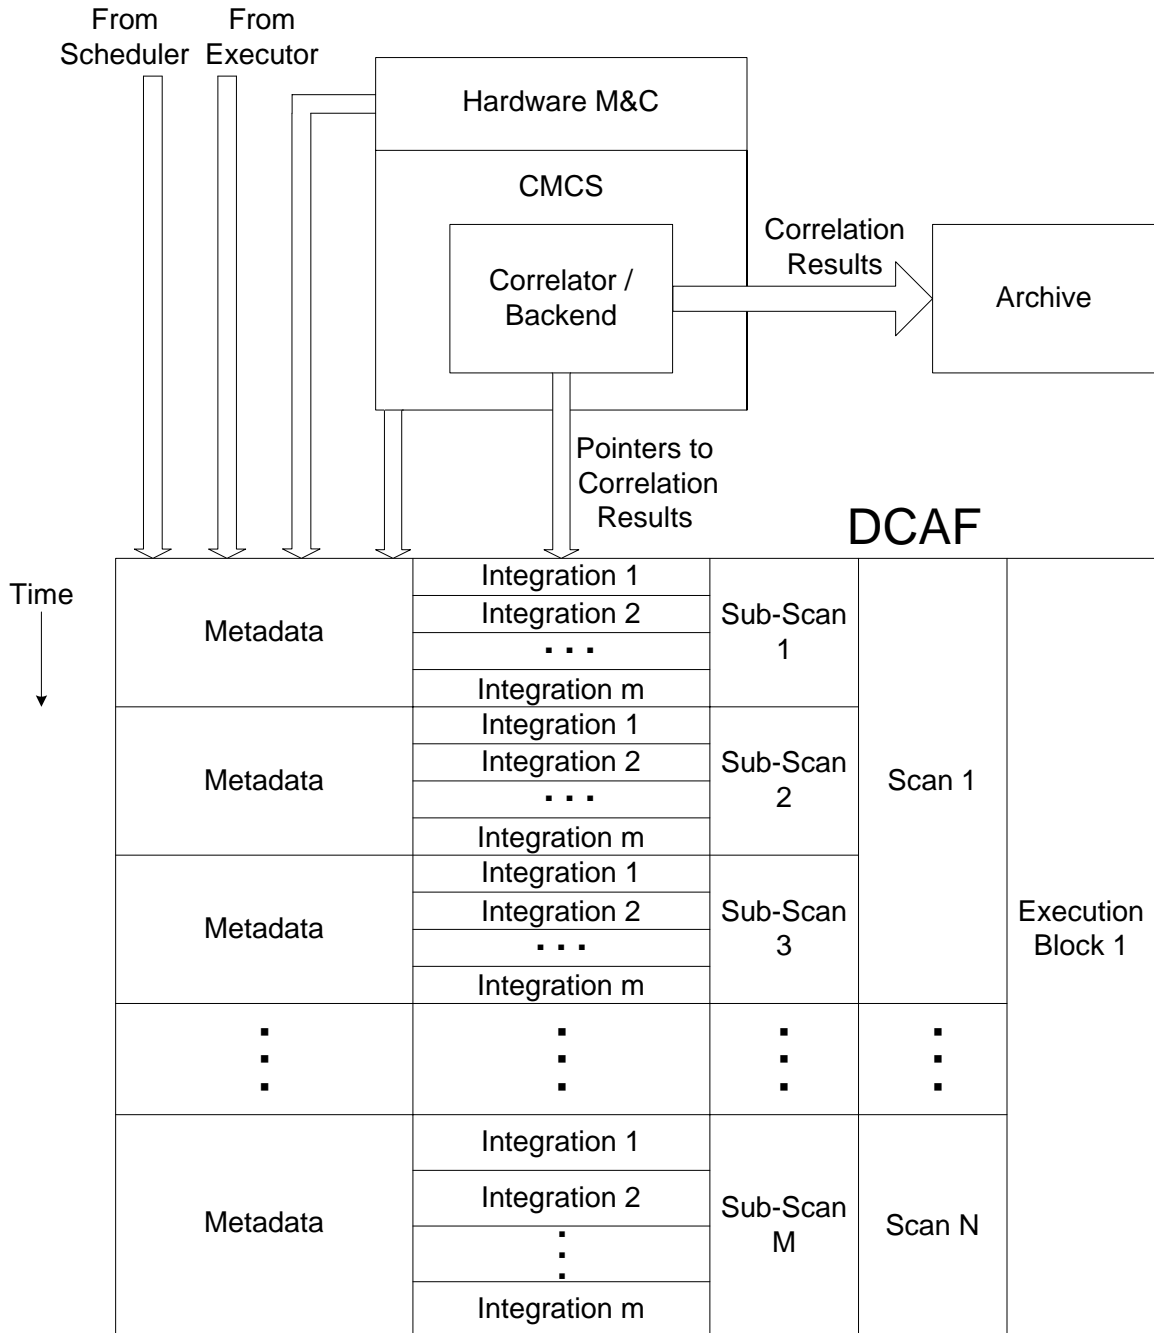 From
Scheduler
From
Executor
Hardware M&C
CMCS
Correlator /
Backend
Correlation
Results
Archive
Pointers to
Correlation
Results
DCAF
Time
Metadata
Integration 1
Integration 2
. . .
Integration m
Sub-Scan
1
Metadata
Integration 1
Integration 2
. . .
Integration m
Sub-Scan
2
Scan 1
Metadata
Integration 1
Integration 2
. . .
Integration m
Sub-Scan
3
Execution
Block 1
Metadata
Integration 1
Integration 2
Integration m
Sub-Scan
M
Scan N